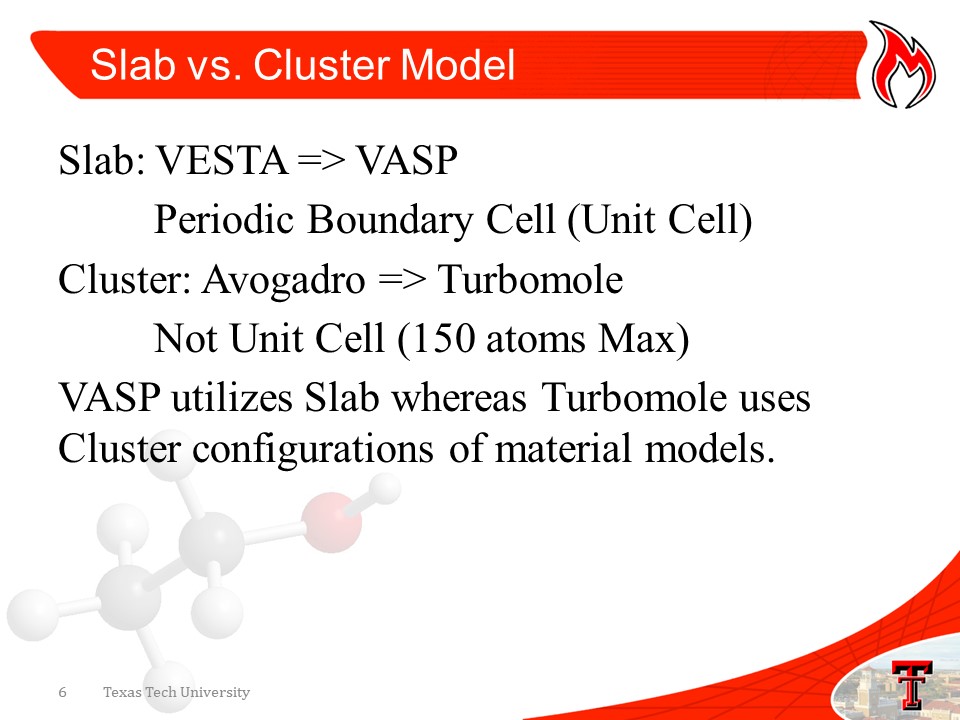 Slab vs. Cluster Model
Slab: VESTA => VASP
Periodic Boundary Cell (Unit Cell)
Cluster: Avogadro => Turbomole
Not Unit Cell (150 atoms Max)
VASP utilizes Slab whereas Turbomole uses
Cluster configurations of material models.
6 Texas Tech University